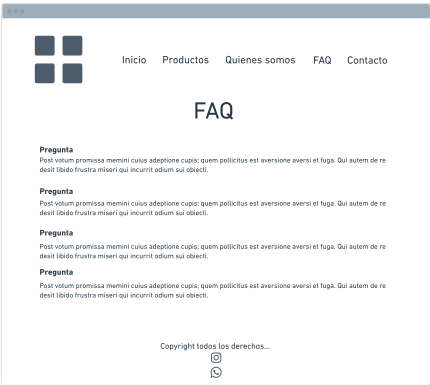 Inicio Productos Quienes somos FAQ Contacto
FAQ
Pregunta
Post votum promissa memini cuius adeptione cupis; quem pollicitus est aversione aversi et fuga. Qui autem de re
desit libido frustra miseri qui incurrit odium sui obiecti.
Pregunta
Post votum promissa memini cuius adeptione cupis; quem pollicitus est aversione aversi et fuga. Qui autem de re
desit libido frustra miseri qui incurrit odium sui obiecti.
Pregunta
Post votum promissa memini cuius adeptione cupis; quem pollicitus est aversione aversi et fuga. Qui autem de re
desit libido frustra miseri qui incurrit odium sui obiecti.
Pregunta
Post votum promissa memini cuius adeptione cupis; quem pollicitus est aversione aversi et fuga. Qui autem de re
desit libido frustra miseri qui incurrit odium sui obiecti.
Copyright todos los derechos...